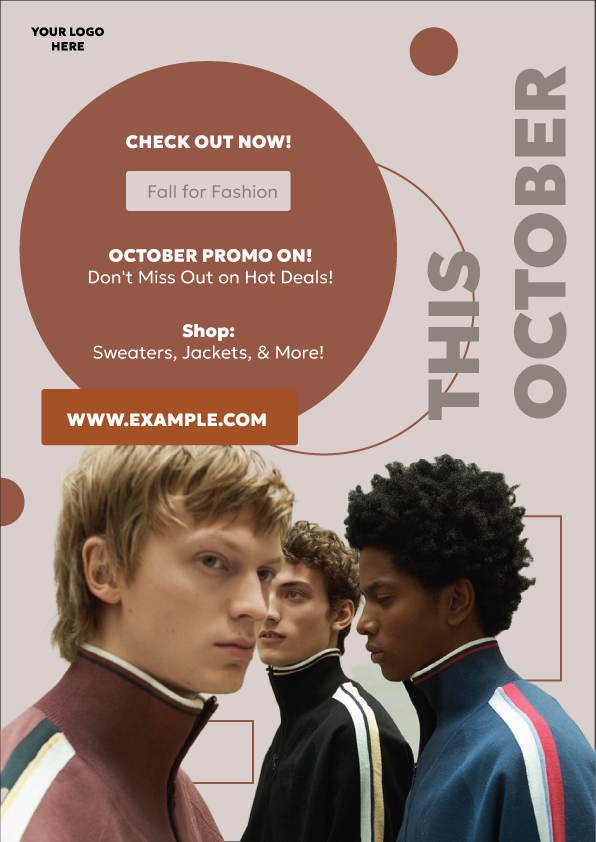 YOUR LOGO
HERE
CHECK OUT NOW!
Fall for Fashion
OCTOBER PROMO ON!
Don't Miss Out on Hot Deals!
Shop:
Sweaters, Jackets, & More!
WWW.EXAMPLE.COM
THIS
OCTOBER